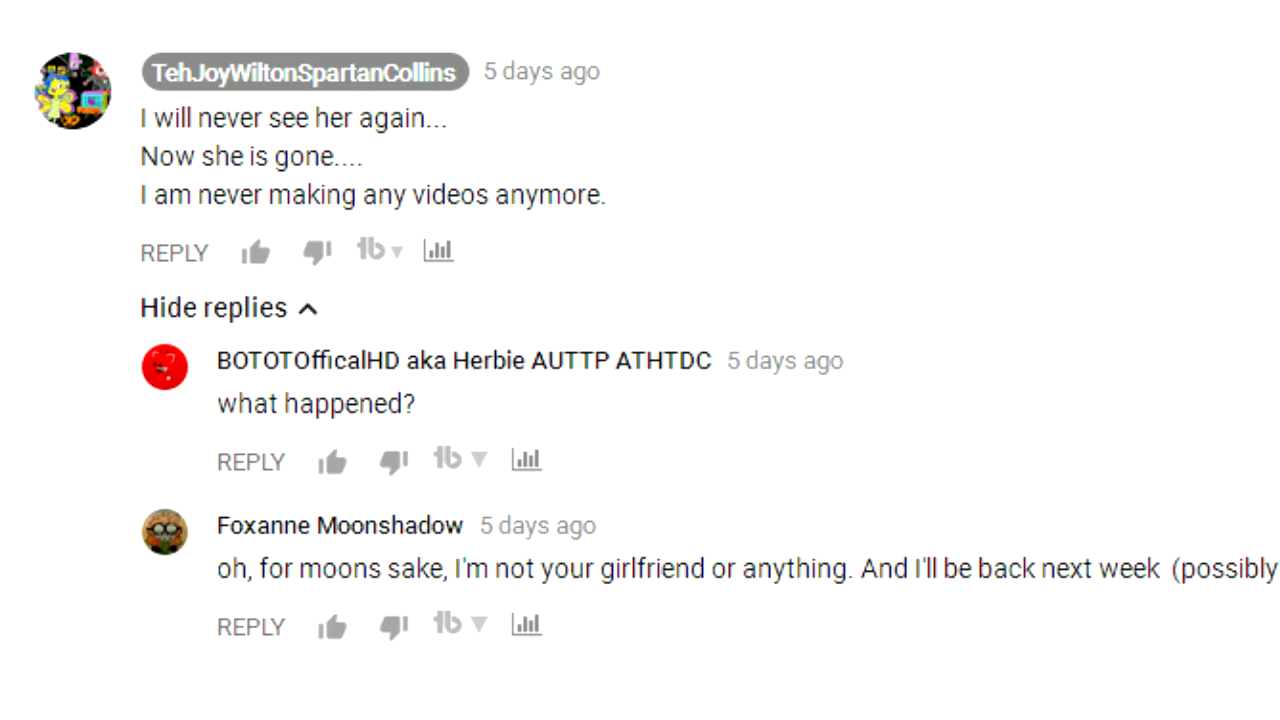 TehJoyWiltonSpartanCollins 5 days ago
I will never see her again...
Now she is gone....
I am never making any videos anymore.
REPLY
Hide replies
BOTOTOfficalHD aka Herbie AUTTP ATHTDC 5 days ago
what happened?
REPLY
Foxanne Moonshadow 5 days ago
oh, for moons sake, I'm not your girlfriend or anything. And I'll be back next week (possibly
REPLY